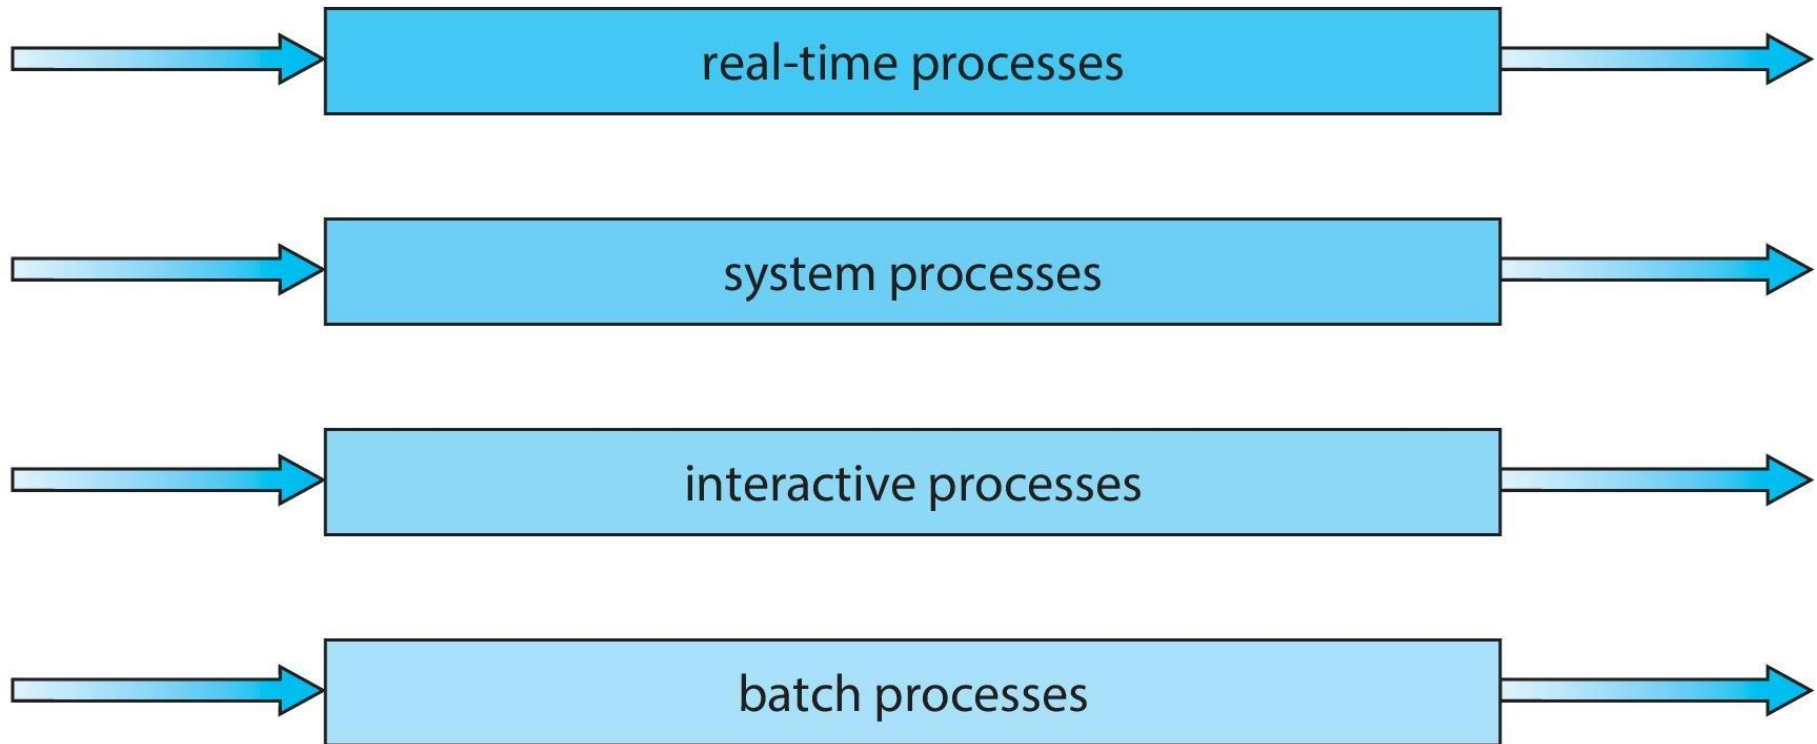 real-time processes
system processes
interactive processes
batch processes